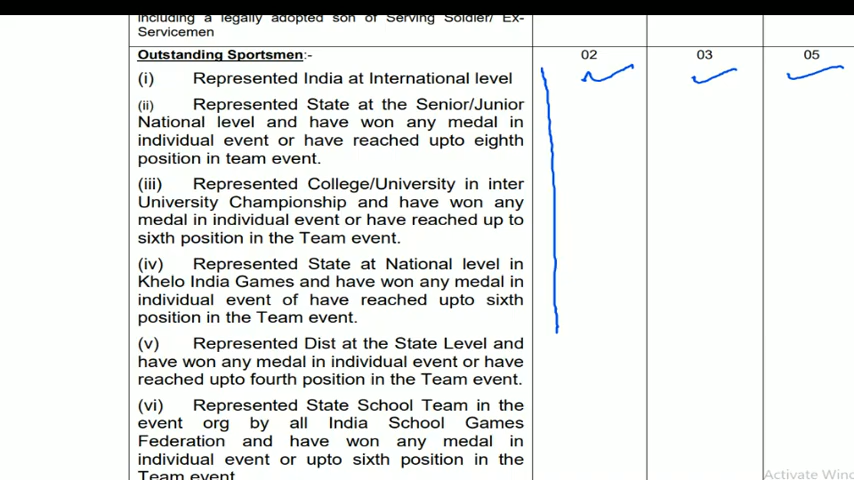 including a legally adopted son of Serving Soldier/ Ex-
Servicemen
Outstanding Sportsmen:- 02 03 05
(i) Represented India at International level
(ii) Represented State at the Senior/Junior
National level and have won any medal in
individual event or have reached upto eighth
position in team event.
(iii) Represented College/University in inter
University Championship and have won any
medal in individual event or have reached up to
sixth position in the Team event.
(iv) Represented State at National level in
Khelo India Games and have won any medal in
individual event of have reached upto sixth
position in the Team event.
(v) Represented Dist at the State Level and
have won any medal in individual event or have
reached upto fourth position in the Team event.
(vi) Represented State School Team in the
event org by all India School Games
Federation and have won any medal in
individual event or upto sixth position in the
Team event
Activate Winc